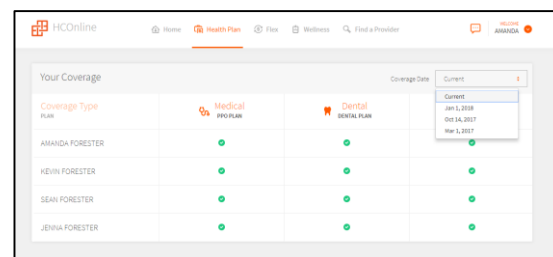 HCOnline Home Health Plan Flex Wellness Find a Provider WELCOME AMANDA
Your Coverage Coverage Date Current
Current
Jan 1, 2018
Oct 14, 2017
Mar 1, 2017
Coverage Type Medical Dental
PLAN PPO PLAN DENTAL PLAN
AMANDA FORESTER
KEVIN FORESTER
SEAN FORESTER
JENNA FORESTER